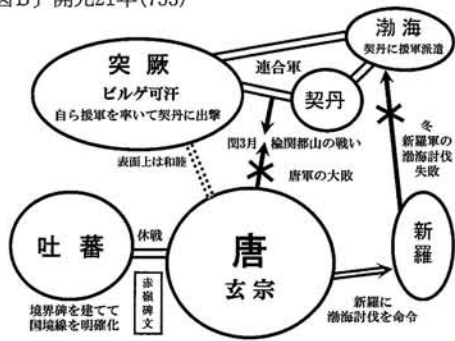 図B〕開元21年(733)
渤海
契丹に援軍派遣
突厥
ビルゲ可汗
自ら援軍を率いて契丹に出撃
連合軍
契丹
閏3月 楡関都山の戦い
唐軍の大敗
冬
新羅軍の
渤海討伐
失敗
表面上は和睦
吐蕃
休戦
唐
玄宗
新羅
境界碑を建てて
国境線を明確化
赤嶺碑文
新羅に
渤海討伐を命令